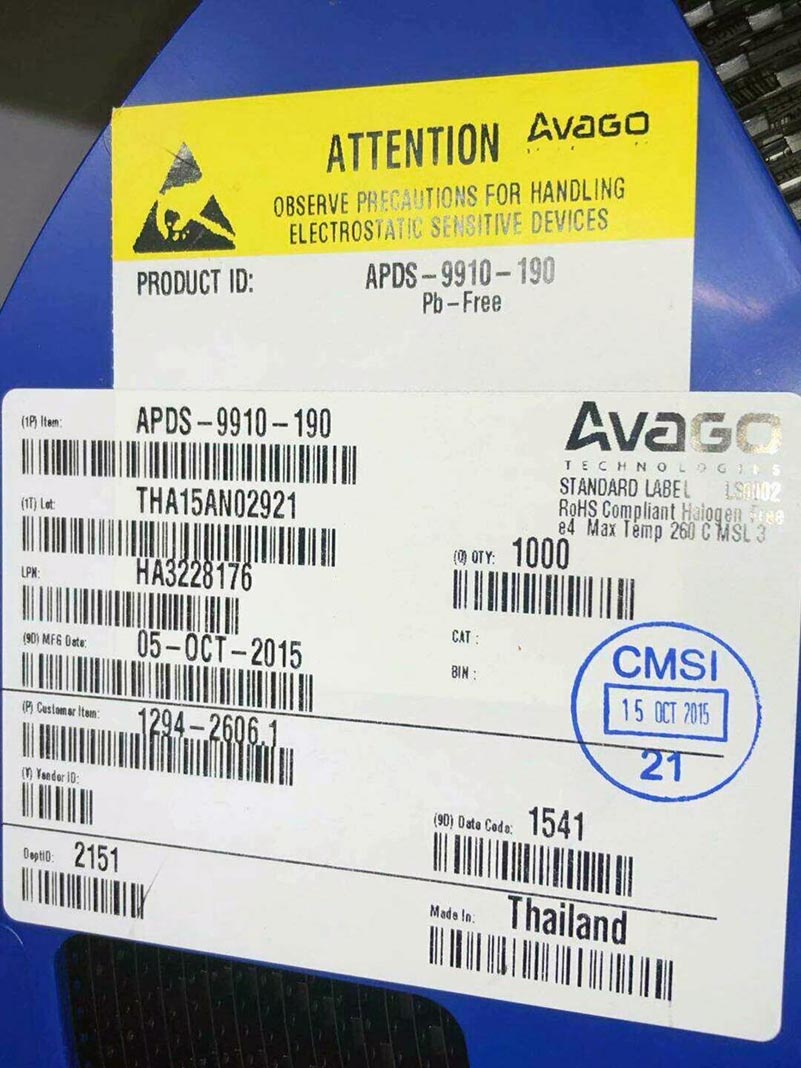 ATTENTION AVAGO
OBSERVE PRECAUTIONS FOR HANDLING
ELECTROSTATIC SENSITIVE DEVICES
PRODUCT ID: APDS-9910-190
Pb-Free
(1P) Item: APDS-9910-190
AVAGO
TECHNOLOGIES
STANDARD LABEL
RoHS Compliant Halogen Free
e4 Max Temp 260 C MSL 3
(1T) Lot: THA15AN02921
LPN: HA3228176
(Q) QTY: 1000
(9D) MFG Date: 05-OCT-2015
CAT :
BIN :
CMSI
15 OCT 2015
21
(P) Customer Item: 1294-2606.1
(V) Vendor ID:
(9D) Date Code: 1541
DeptID: 2151
Made In: Thailand